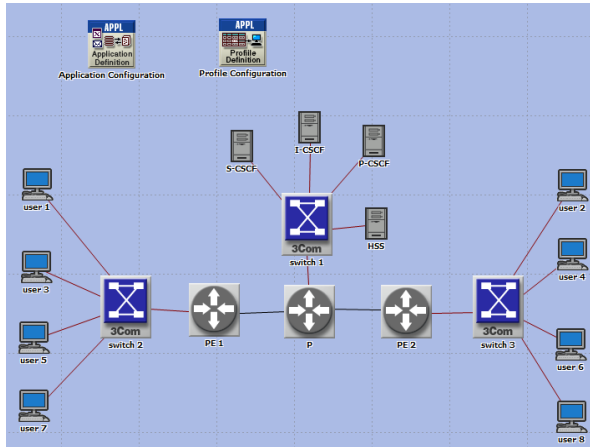 APPL
Application
Definition
Application Configuration
APPL
Profile
Definition
Profile Configuration
I-CSCF
S-CSCF
P-CSCF
HSS
3Com
switch 1
user 1
user 3
user 5
user 7
3Com
switch 2
PE 1
P
PE 2
3Com
switch 3
user 2
user 4
user 6
user 8